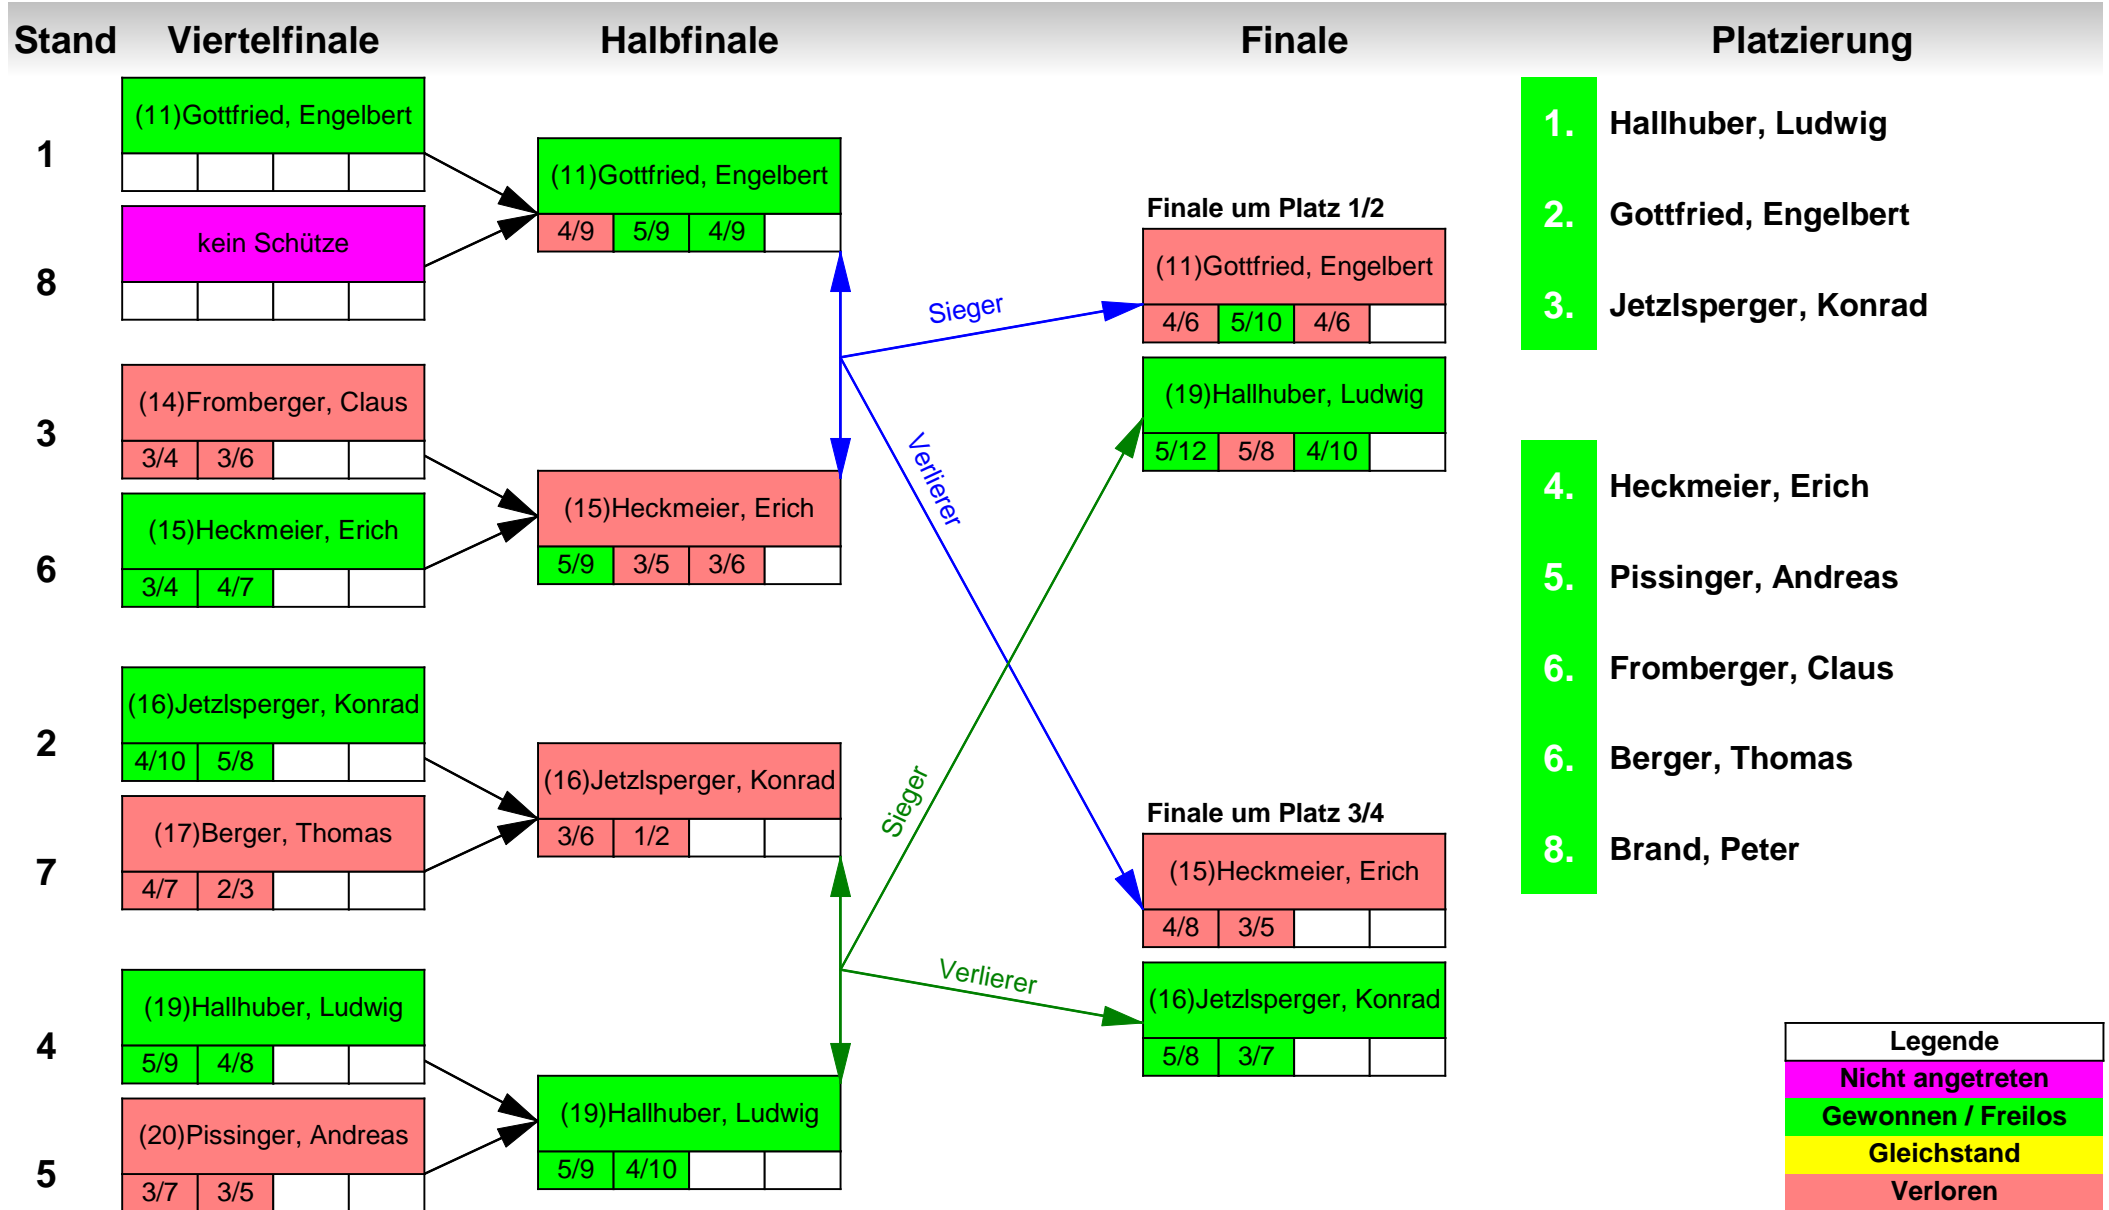 Stand Viertelfinale Halbfinale Finale Platzierung
1
(11)Gottfried, Engelbert
8
kein Schütze
3
(14)Fromberger, Claus
3/4 3/6
6
(15)Heckmeier, Erich
3/4 4/7
2
(16)Jetzlsperger, Konrad
4/10 5/8
7
(17)Berger, Thomas
4/7 2/3
4
(19)Hallhuber, Ludwig
5/9 4/8
5
(20)Pissinger, Andreas
3/7 3/5
(11)Gottfried, Engelbert
4/9 5/9 4/9
(15)Heckmeier, Erich
5/9 3/5 3/6
(16)Jetzlsperger, Konrad
3/6 1/2
(19)Hallhuber, Ludwig
5/9 4/10
Sieger
Verlierer
Sieger
Verlierer
Finale um Platz 1/2
(11)Gottfried, Engelbert
4/6 5/10 4/6
(19)Hallhuber, Ludwig
5/12 5/8 4/10
Finale um Platz 3/4
(15)Heckmeier, Erich
4/8 3/5
(16)Jetzlsperger, Konrad
5/8 3/7
1. Hallhuber, Ludwig
2. Gottfried, Engelbert
3. Jetzlsperger, Konrad
4. Heckmeier, Erich
5. Pissinger, Andreas
6. Fromberger, Claus
6. Berger, Thomas
8. Brand, Peter
Legende
Nicht angetreten
Gewonnen / Freilos
Gleichstand
Verloren